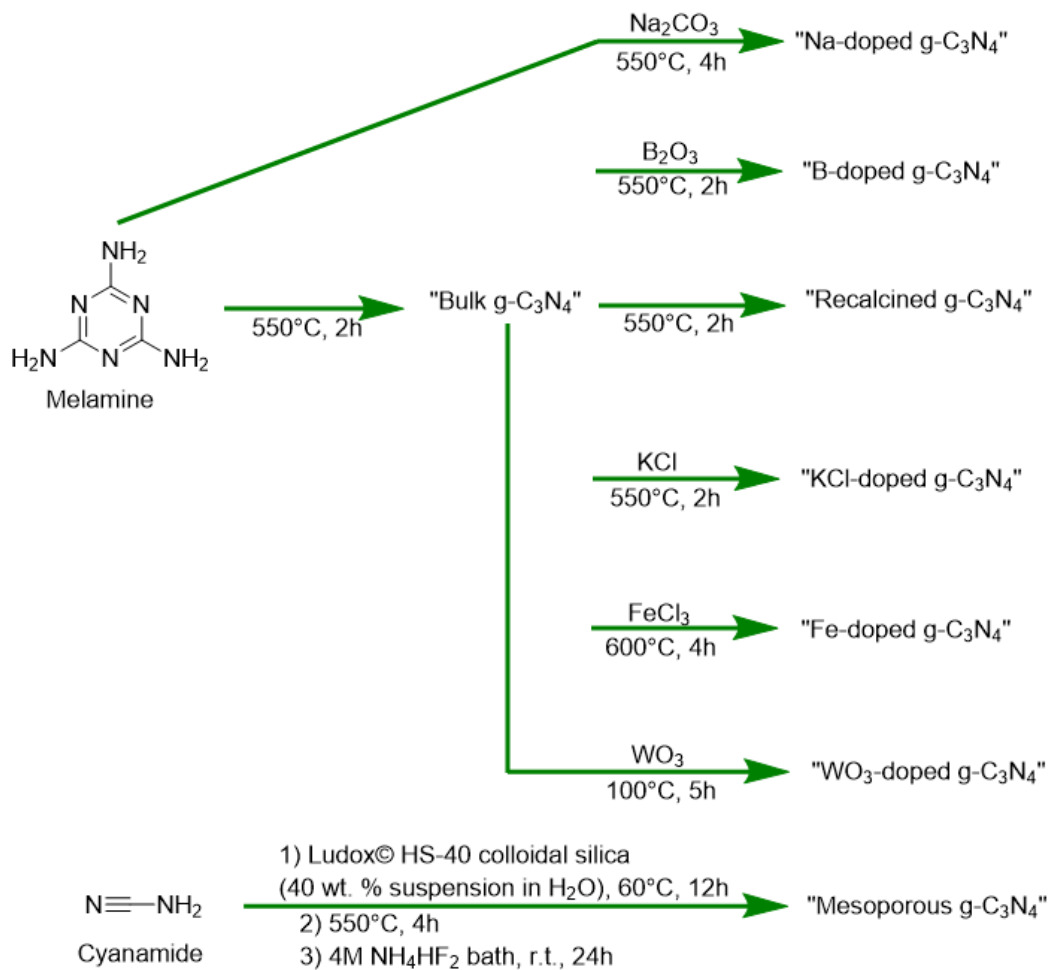 Na₂CO₃
550°C, 4h
"Na-doped g-C₃N₄"
B₂O₃
550°C, 2h
"B-doped g-C₃N₄"
NH₂
N N
N
H₂N NH₂
Melamine
550°C, 2h
"Bulk g-C₃N₄"
550°C, 2h
"Recalcined g-C₃N₄"
KCl
550°C, 2h
"KCl-doped g-C₃N₄"
FeCl₃
600°C, 4h
"Fe-doped g-C₃N₄"
WO₃
100°C, 5h
"WO₃-doped g-C₃N₄"
1) Ludox© HS-40 colloidal silica
(40 wt. % suspension in H₂O), 60°C, 12h
2) 550°C, 4h
3) 4M NH₄HF₂ bath, r.t., 24h
N NH₂
Cyanamide
"Mesoporous g-C₃N₄"